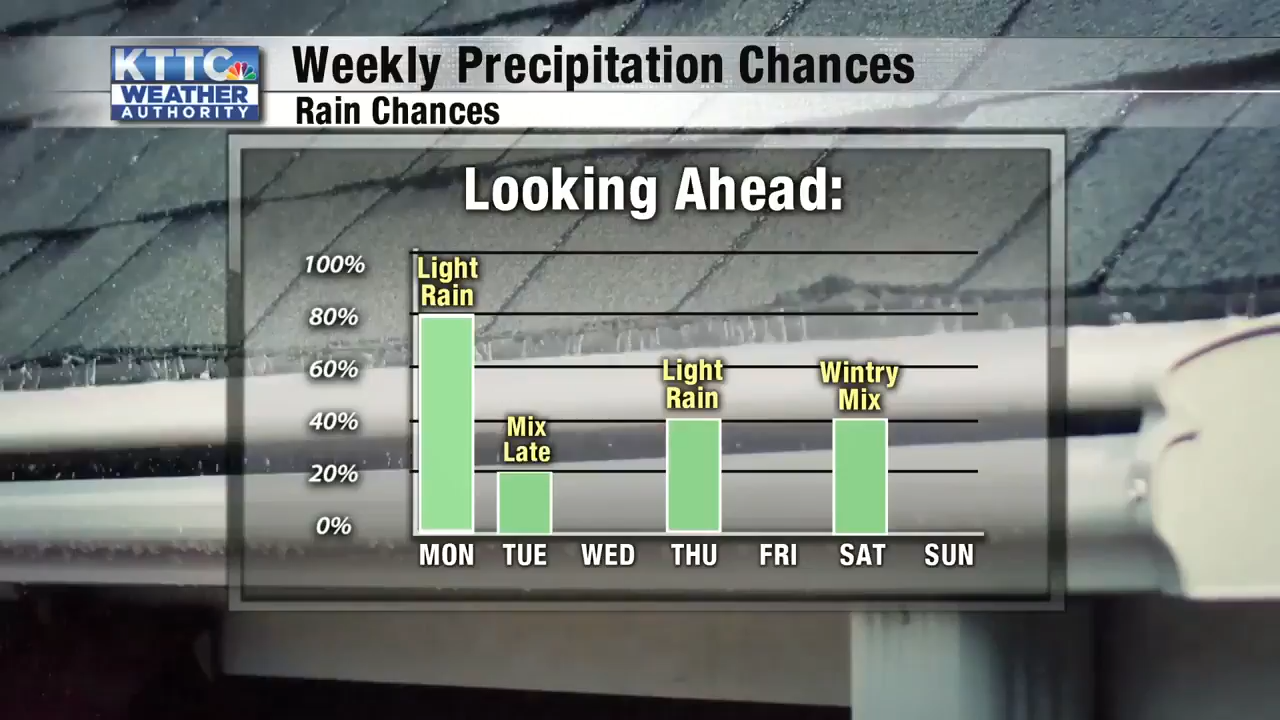 KTTC
WEATHER
AUTHORITY
Weekly Precipitation Chances
Rain Chances
Looking Ahead:
100%
80%
60%
40%
20%
0%
Light
Rain
Mix
Late
Light
Rain
Wintry
Mix
MON TUE WED THU FRI SAT SUN